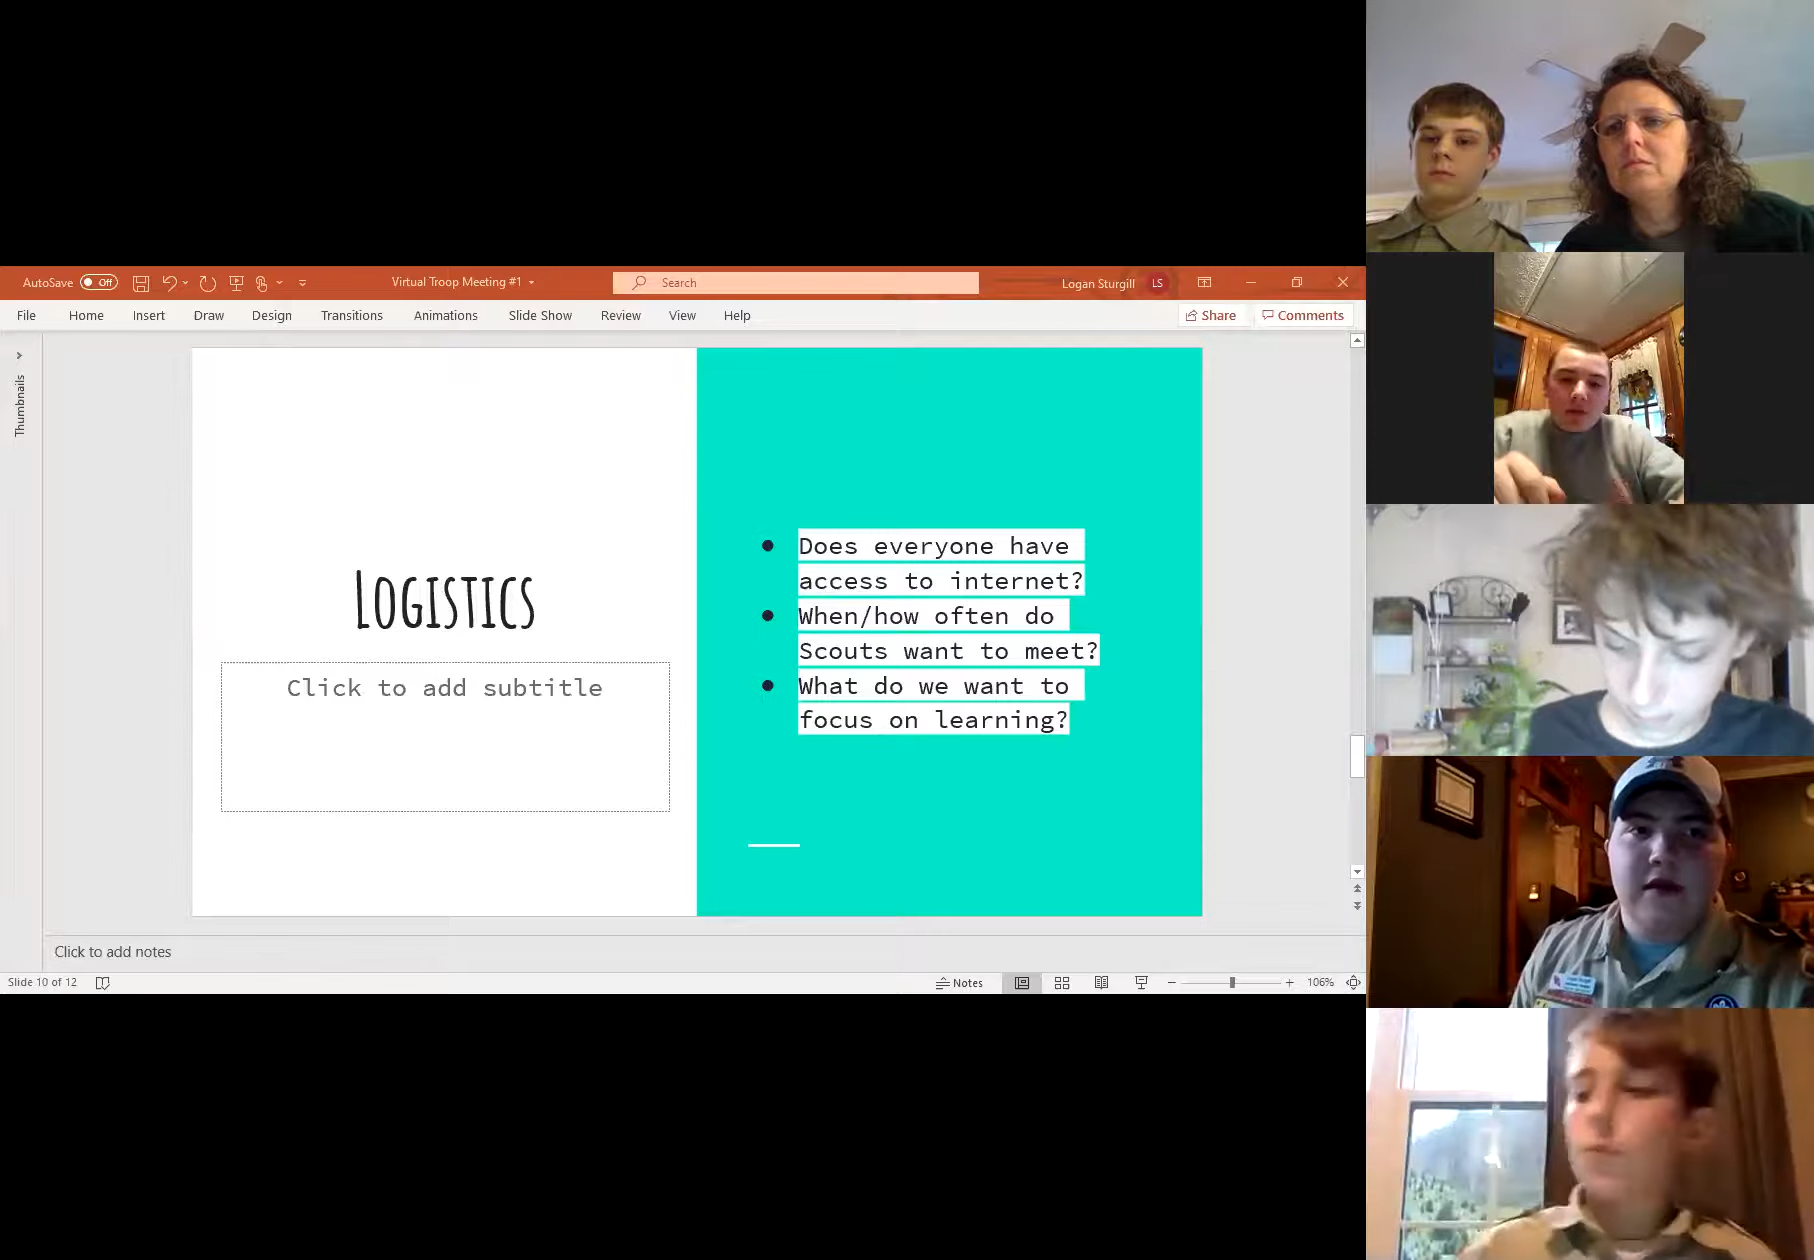 AutoSave Off
Virtual Troop Meeting #1
Search
Logan Sturgill LS
File Home Insert Draw Design Transitions Animations Slide Show Review View Help
Share Comments
Thumbnails
Logistics
Click to add subtitle
Does everyone have
access to internet?
When/how often do
Scouts want to meet?
What do we want to
focus on learning?
Click to add notes
Slide 10 of 12
Notes
106%